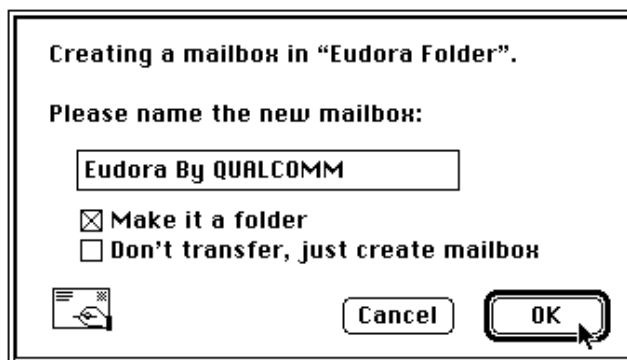 Creating a mailbox in “Eudora Folder”.
Please name the new mailbox:
Eudora By QUALCOMM
Make it a folder
Don't transfer, just create mailbox
Cancel
OK